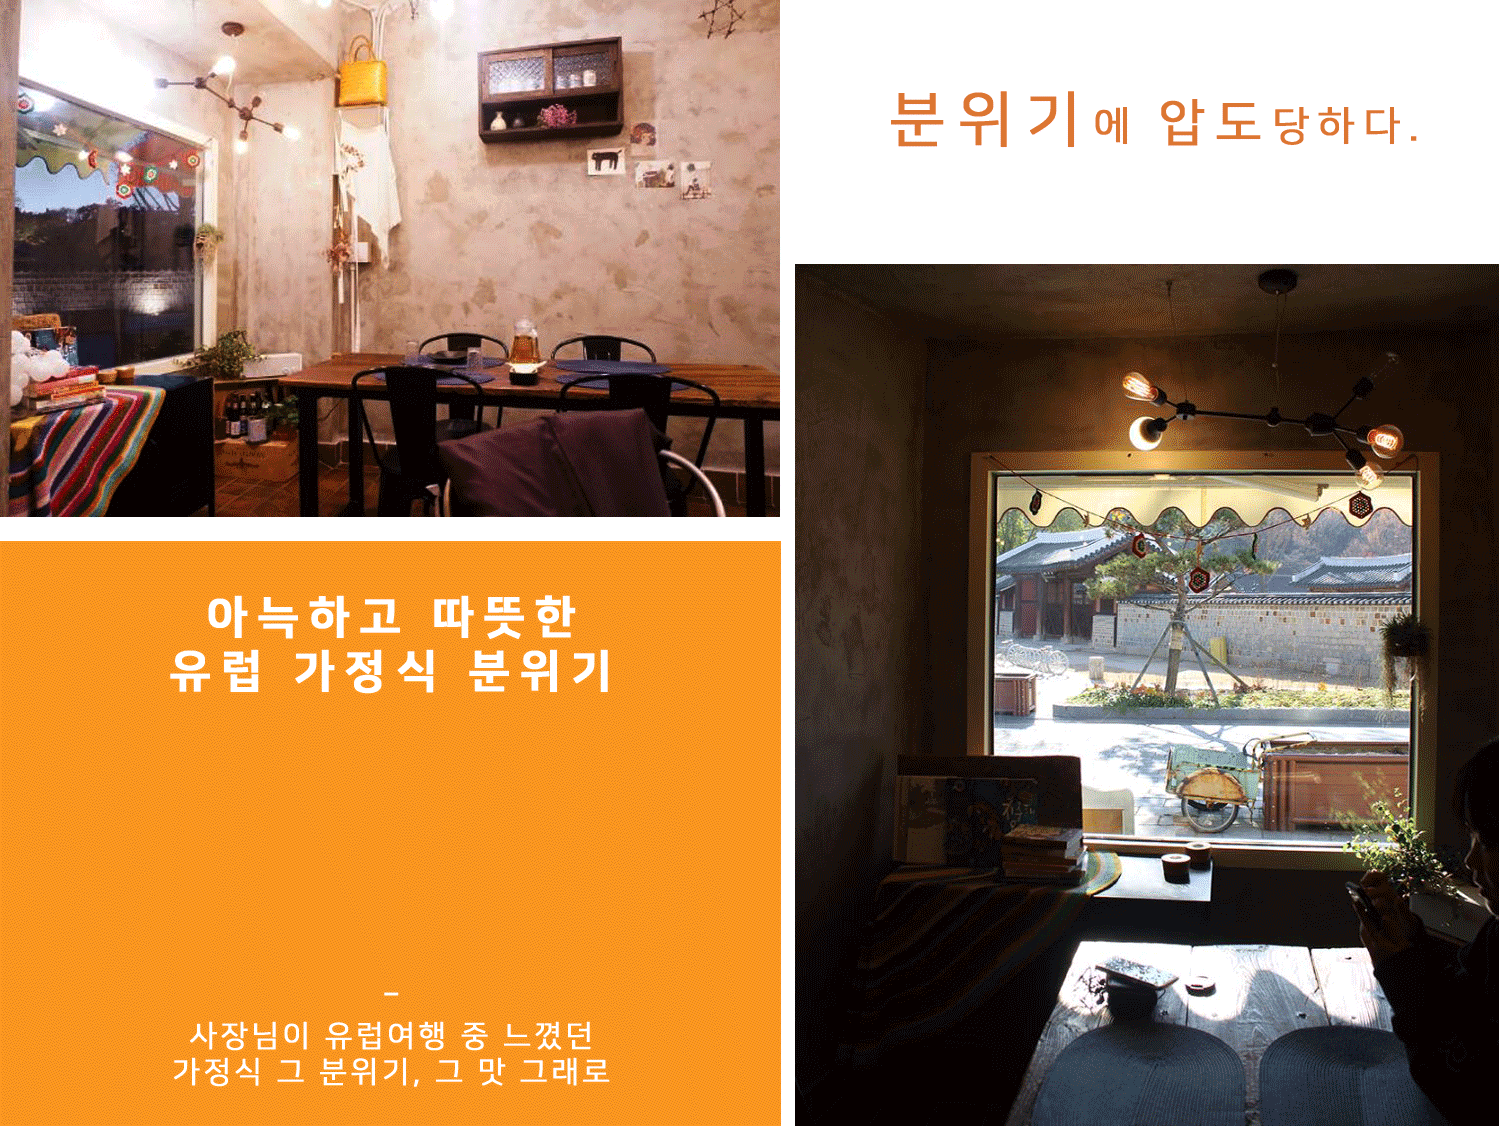 분위기에 압도당하다.
아늑하고 따뜻한
유럽 가정식 분위기
–
사장님이 유럽여행 중 느꼈던
가정식 그 분위기, 그 맛 그래로